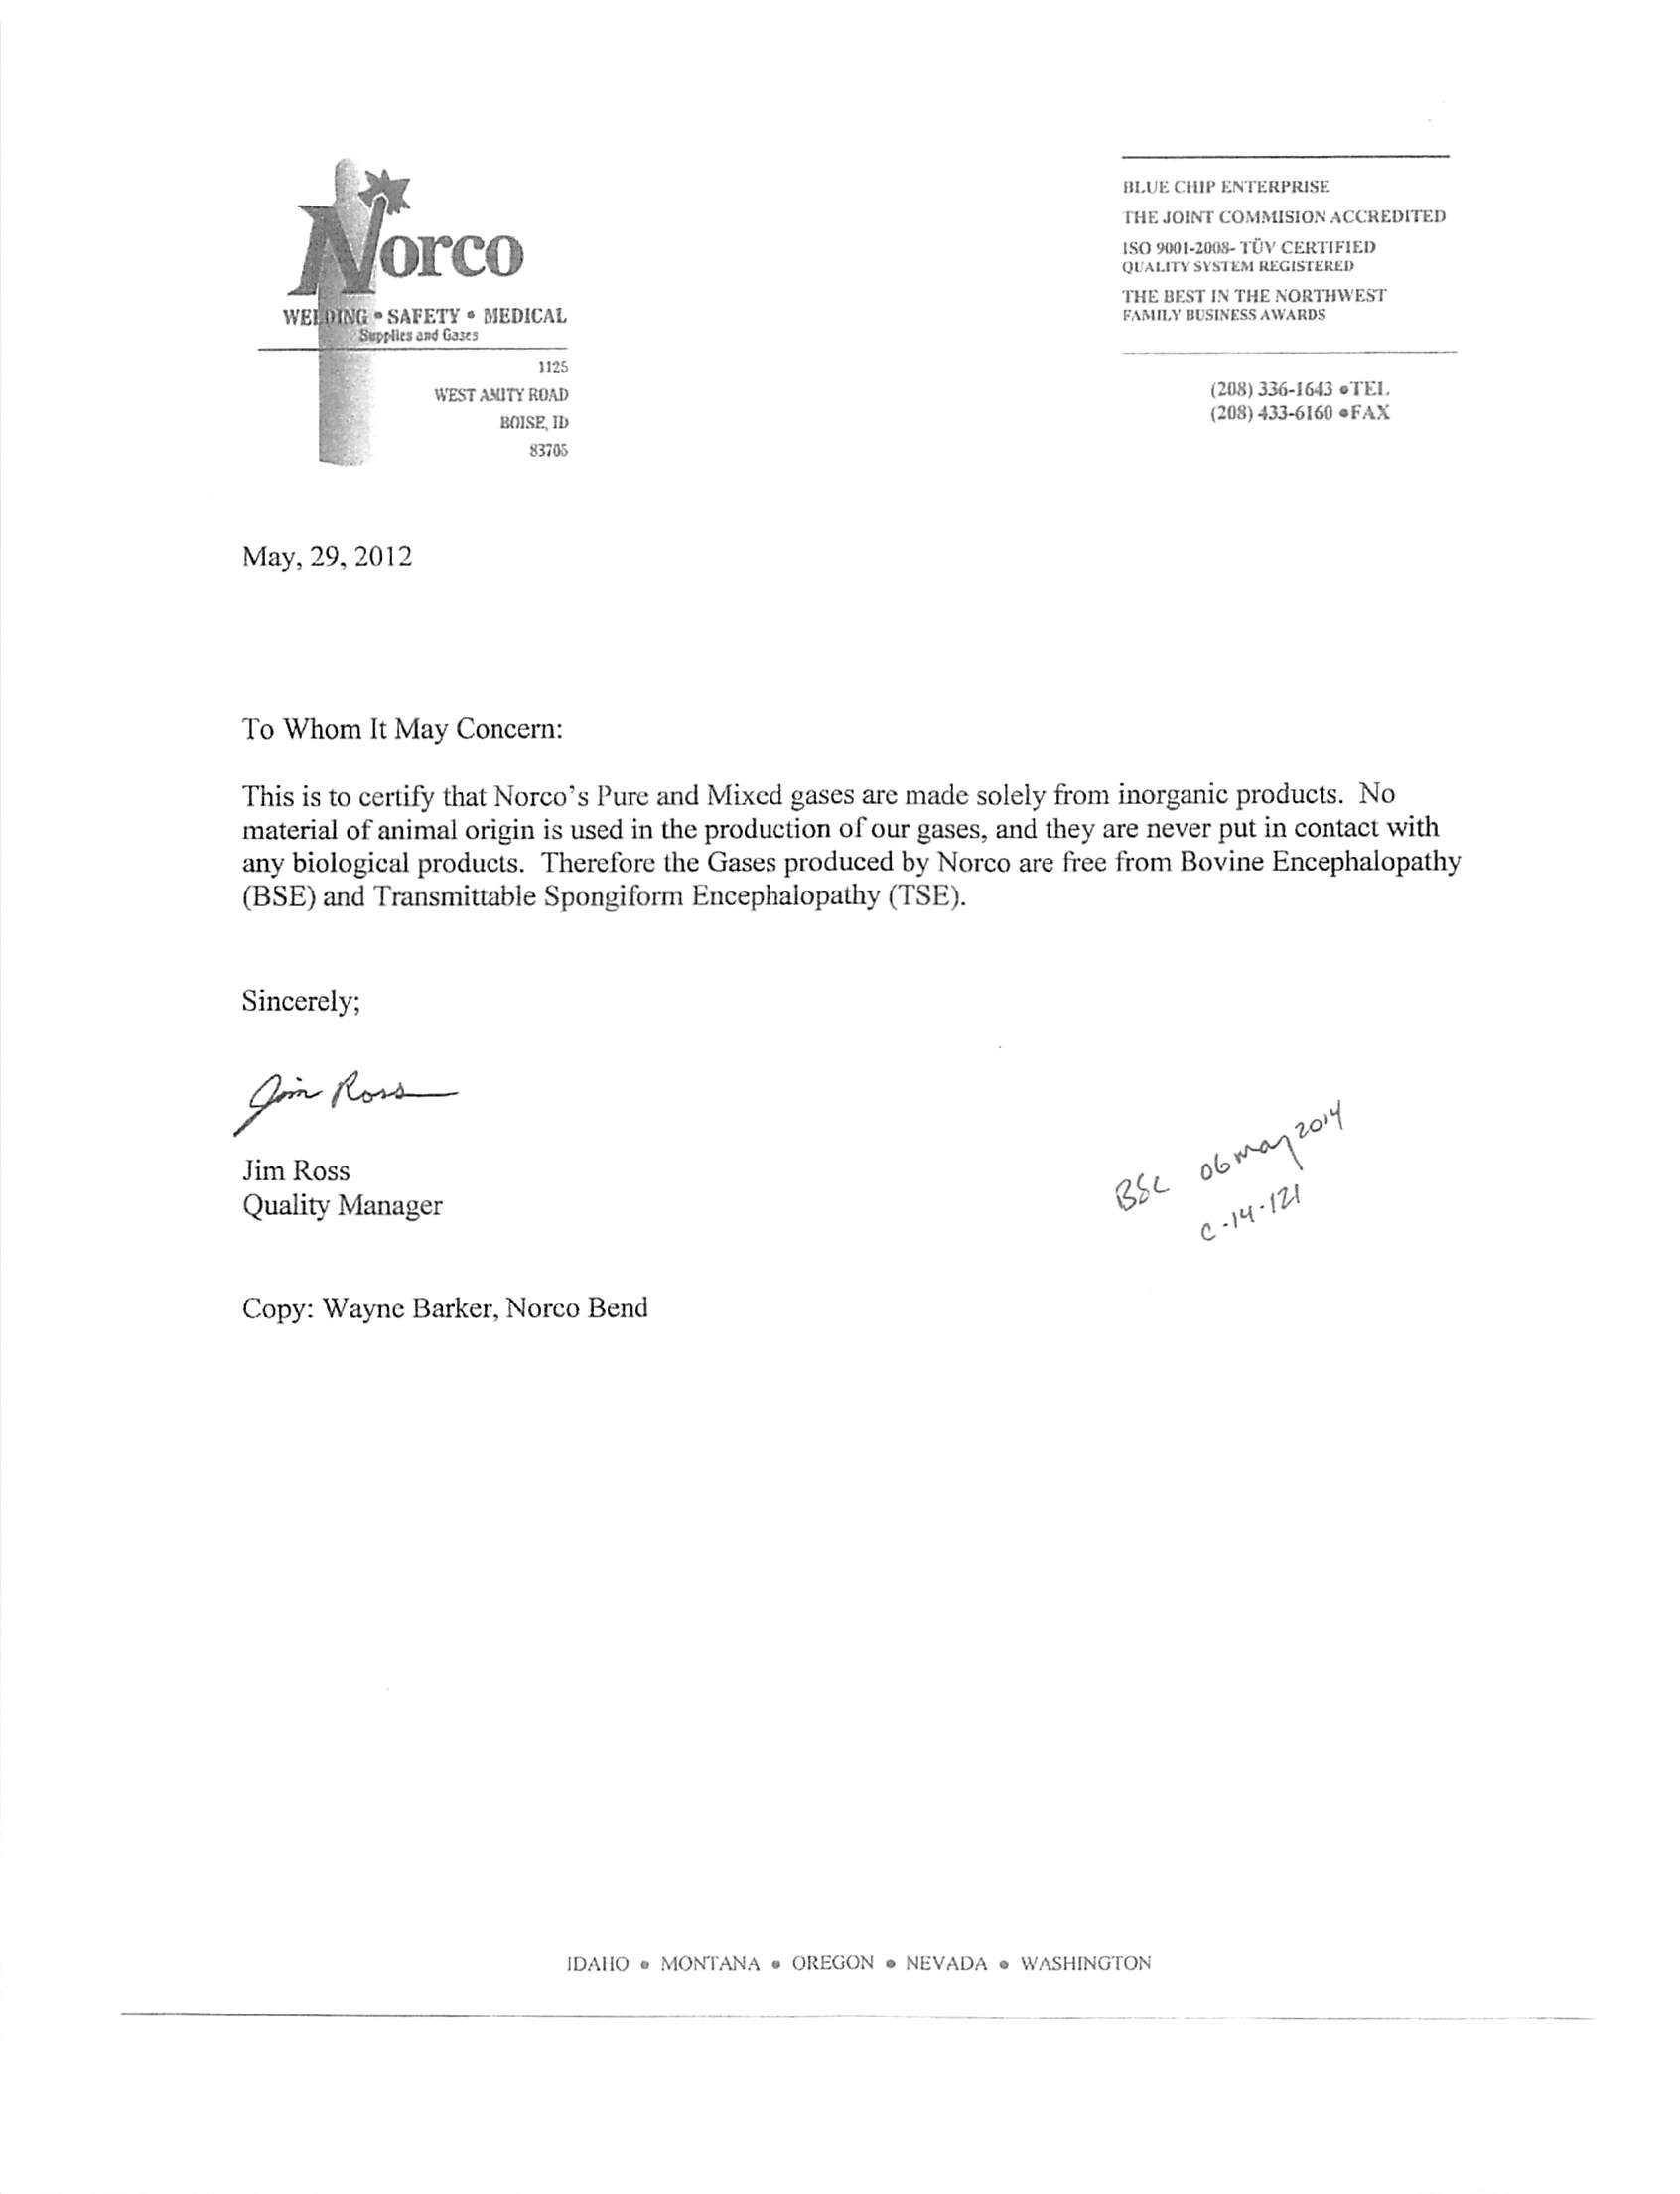 Norco
WELDING • SAFETY • MEDICAL
Supplies and Gases
1125
WEST AMITY ROAD
BOISE, ID
83705
BLUE CHIP ENTERPRISE
THE JOINT COMMISION ACCREDITED
ISO 9001-2008- TÜV CERTIFIED
QUALITY SYSTEM REGISTERED
THE BEST IN THE NORTHWEST
FAMILY BUSINESS AWARDS
(208) 336-1643 •TEL
(208) 433-6160 •FAX
May, 29, 2012
To Whom It May Concern:
This is to certify that Norco's Pure and Mixed gases are made solely from inorganic products. No
material of animal origin is used in the production of our gases, and they are never put in contact with
any biological products. Therefore the Gases produced by Norco are free from Bovine Encephalopathy
(BSE) and Transmittable Spongiform Encephalopathy (TSE).
Sincerely;
Jim Ross
Jim Ross
Quality Manager
BSC 06 May 2014
C-14-121
Copy: Wayne Barker, Norco Bend
IDAHO • MONTANA • OREGON • NEVADA • WASHINGTON